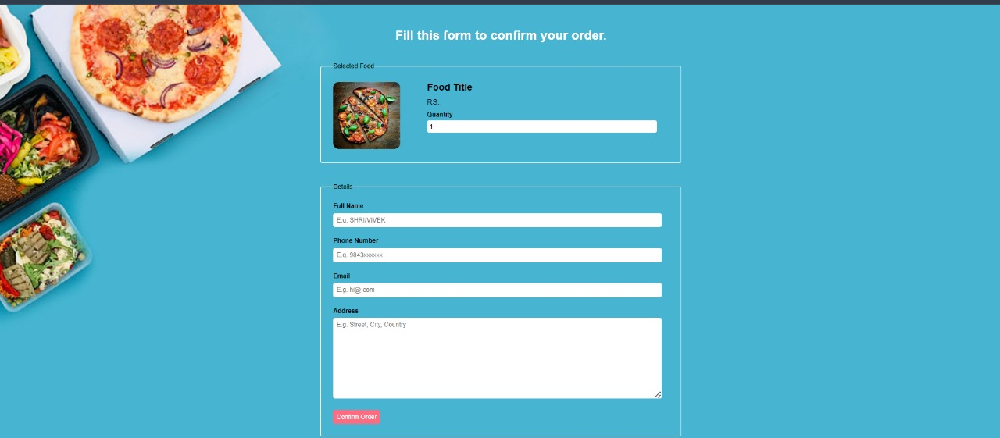 Fill this form to confirm your order.
Selected Food
Food Title
RS.
Quantity
1
Details
Full Name
E.g. SHRI/VIVEK
Phone Number
E.g. 9843xxxxxx
Email
E.g. hi@.com
Address
E.g. Street, City, Country
Confirm Order